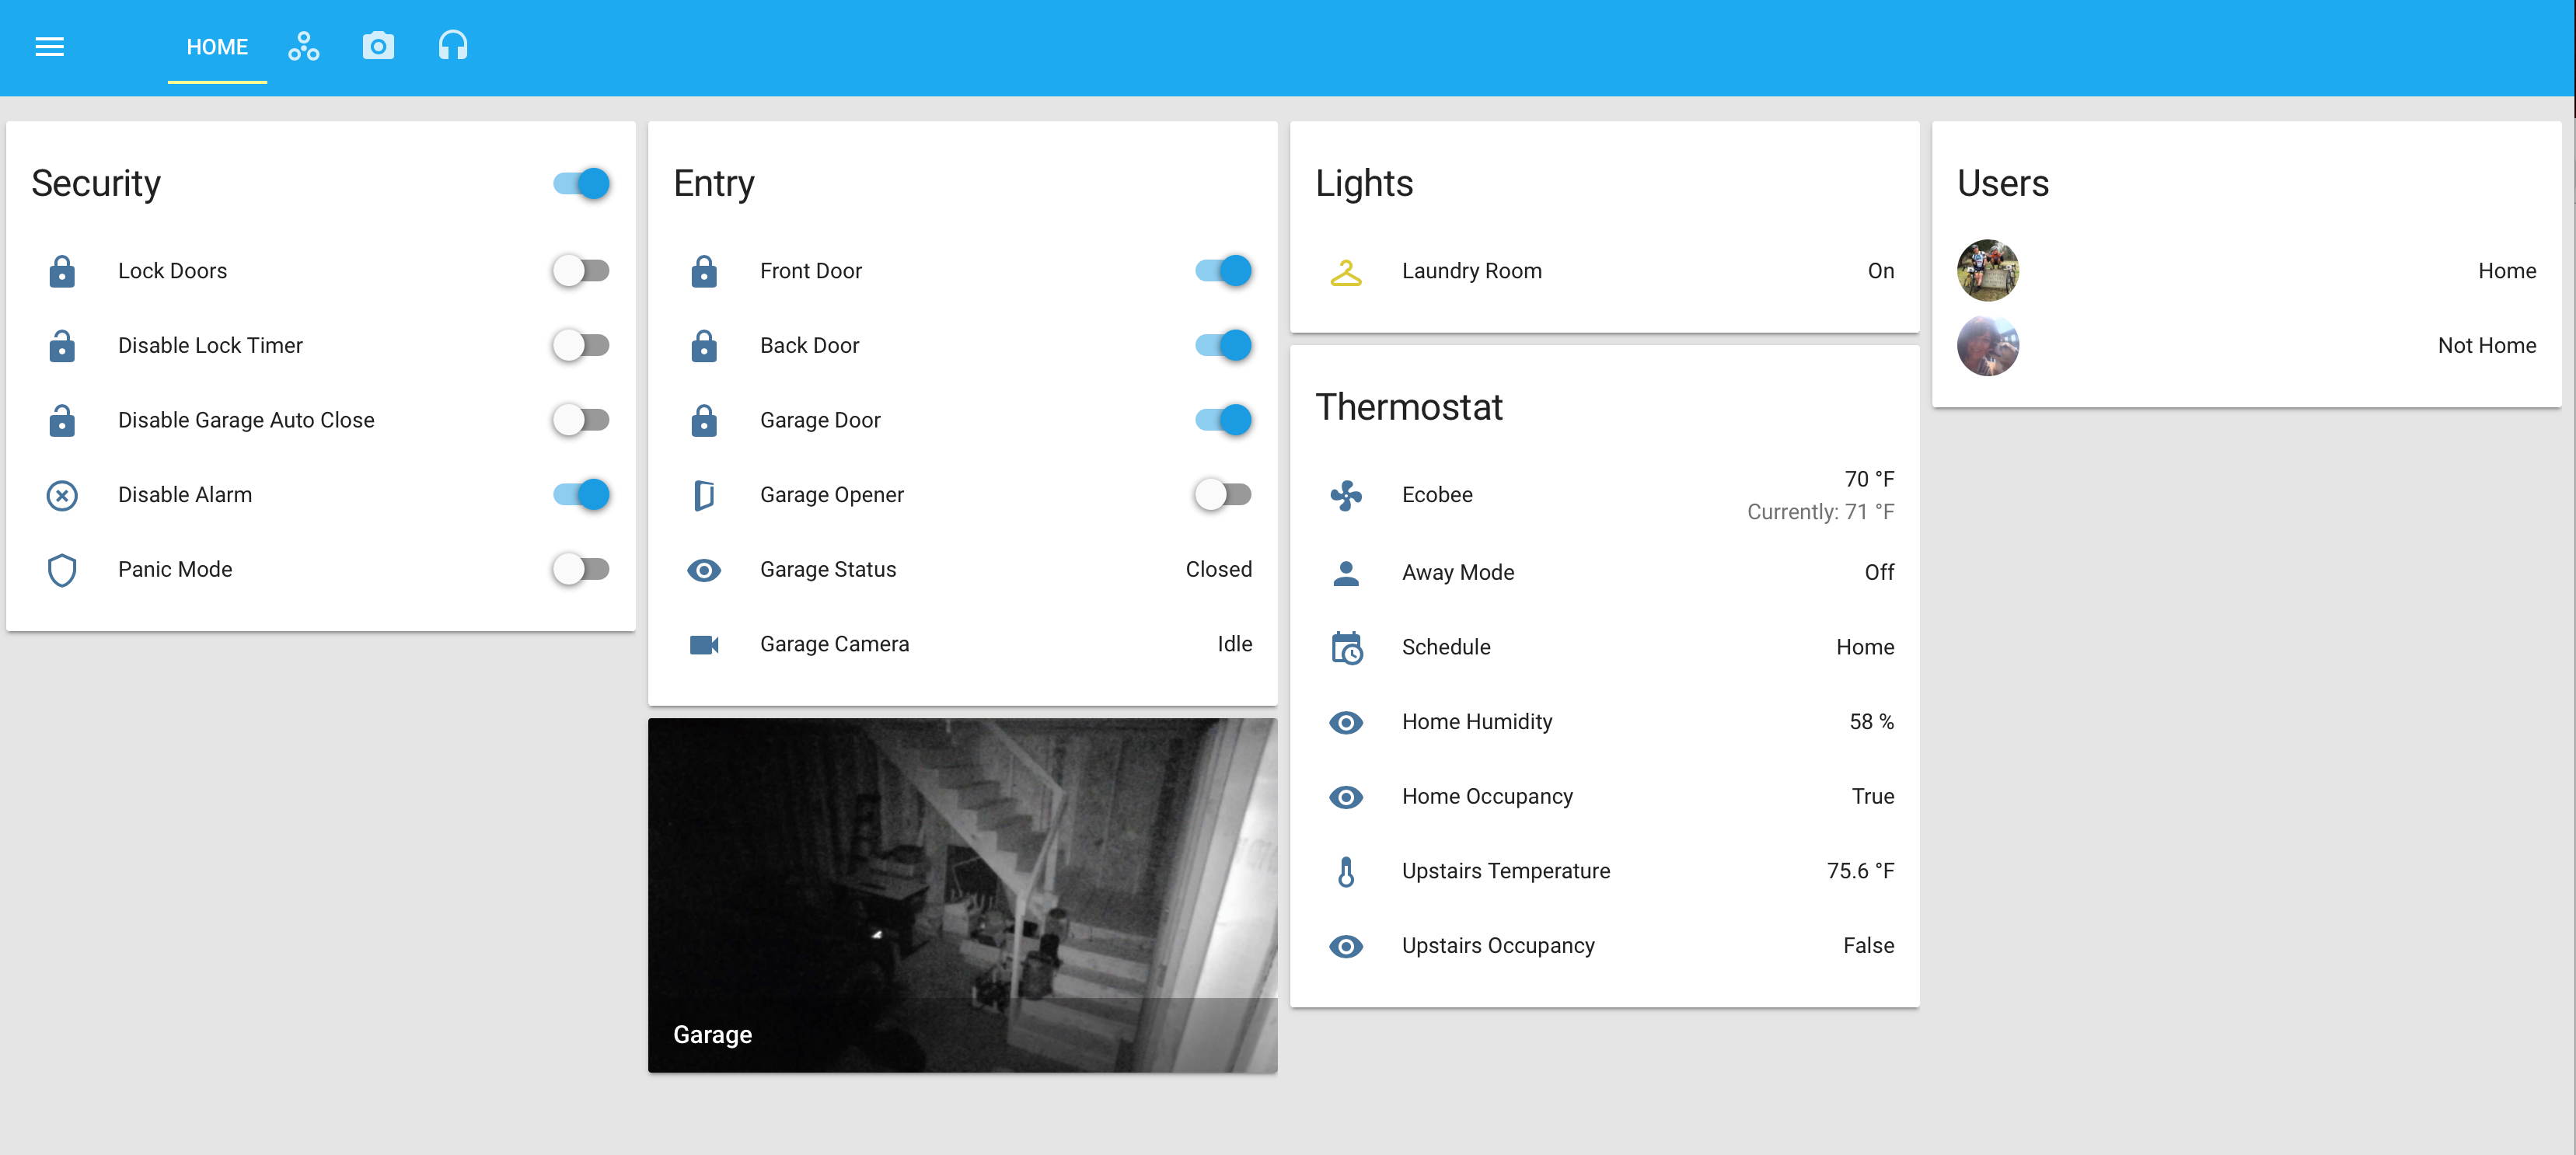 HOME
Security
Lock Doors
Disable Lock Timer
Disable Garage Auto Close
Disable Alarm
Panic Mode
Entry
Front Door
Back Door
Garage Door
Garage Opener
Garage Status Closed
Garage Camera Idle
Garage
Lights
Laundry Room On
Thermostat
Ecobee 70 °F
Currently: 71 °F
Away Mode Off
Schedule Home
Home Humidity 58 %
Home Occupancy True
Upstairs Temperature 75.6 °F
Upstairs Occupancy False
Users
Home
Not Home